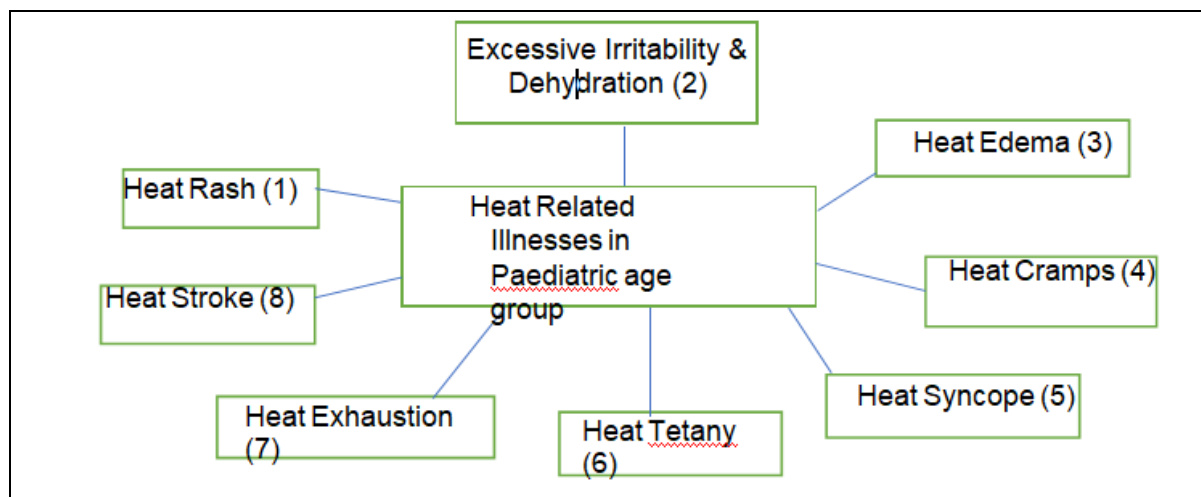 Excessive Irritability &
Dehydration (2)
Heat Edema (3)
Heat Rash (1)
Heat Related
Illnesses in
Paediatric age
group
Heat Cramps (4)
Heat Stroke (8)
Heat Syncope (5)
Heat Exhaustion
(7)
Heat Tetany
(6)